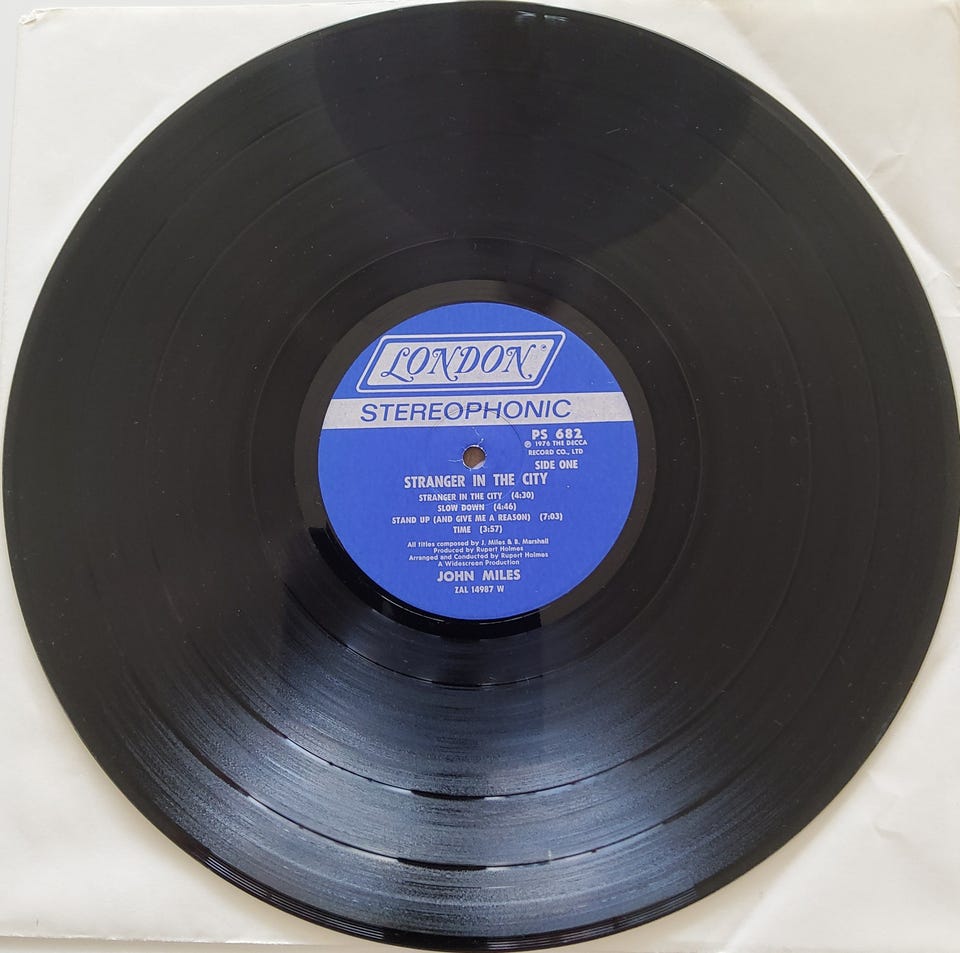 LONDON®
STEREOPHONIC
PS 682
℗ 1976 THE DECCA
RECORD CO., LTD
SIDE ONE
STRANGER IN THE CITY
STRANGER IN THE CITY (4:30)
SLOW DOWN (4:46)
STAND UP (AND GIVE ME A REASON) (7:03)
TIME (3:57)
All titles composed by J. Miles & B. Marshall
Produced by Rupert Holmes
Arranged and Conducted by Rupert Holmes
A Widescreen Production
JOHN MILES
ZAL 14987 W